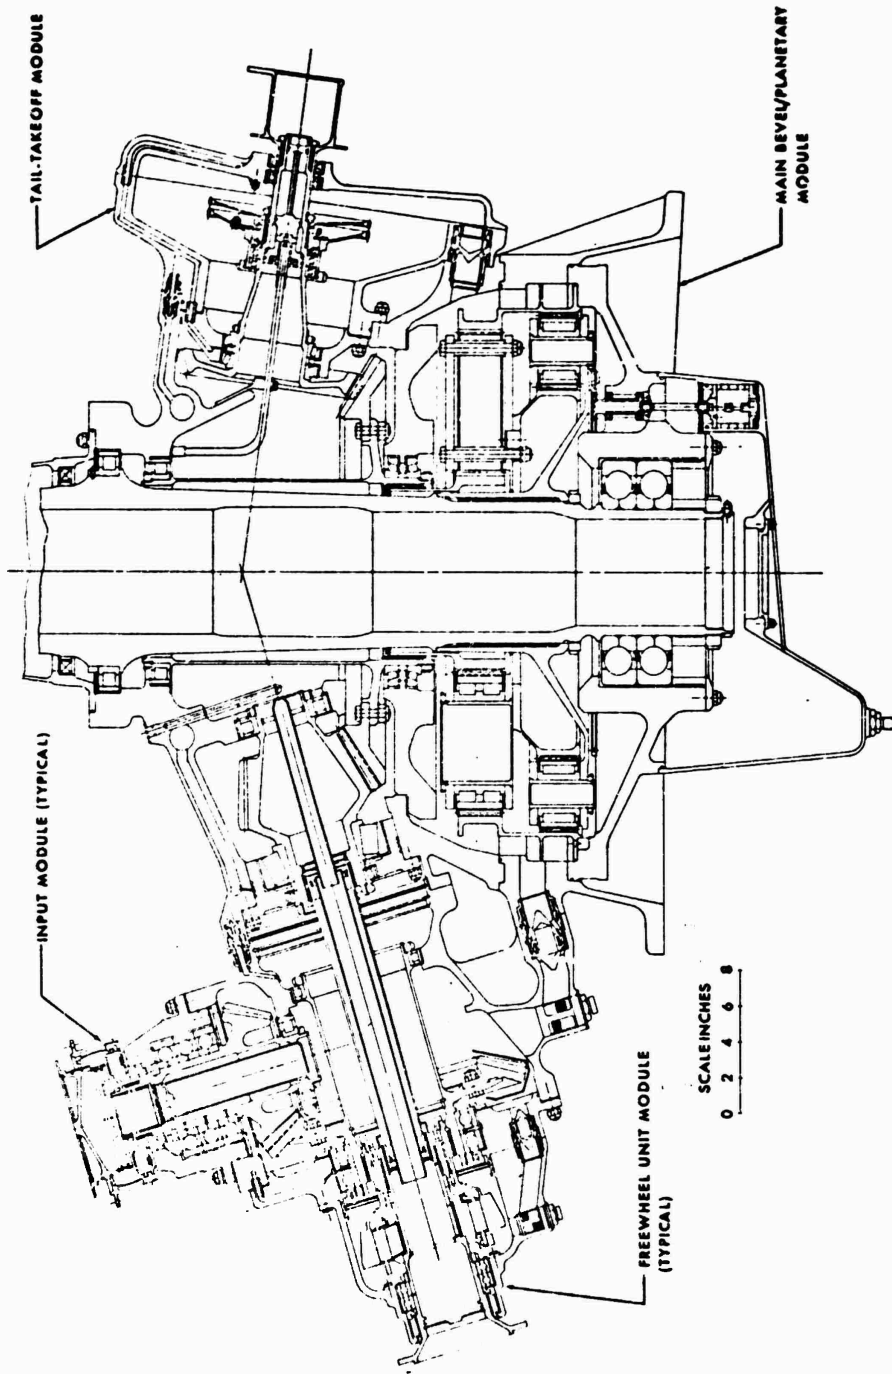 INPUT MODULE (TYPICAL)
TAIL-TAKEOFF MODULE
FREEWHEEL UNIT MODULE
(TYPICAL)
SCALE INCHES
0 2 4 6 8
MAIN BEVEL/PLANETARY
MODULE